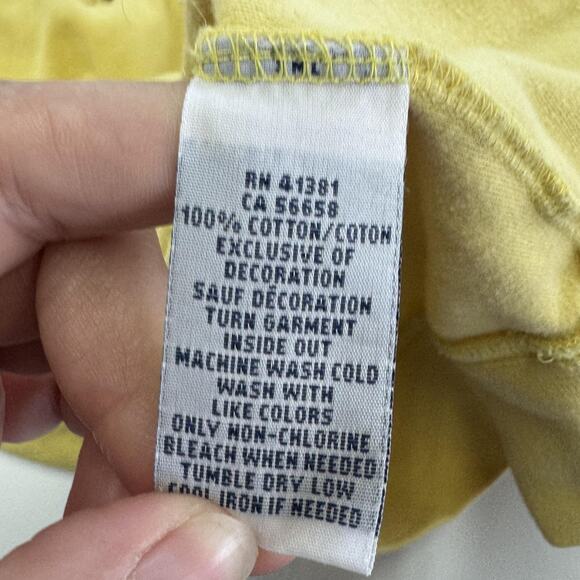 RN 41381
CA 56658
100% COTTON/COTON
EXCLUSIVE OF
DECORATION
SAUF DÉCORATION
TURN GARMENT
INSIDE OUT
MACHINE WASH COLD
WASH WITH
LIKE COLORS
ONLY NON-CHLORINE
BLEACH WHEN NEEDED
TUMBLE DRY LOW
COOL IRON IF NEEDED